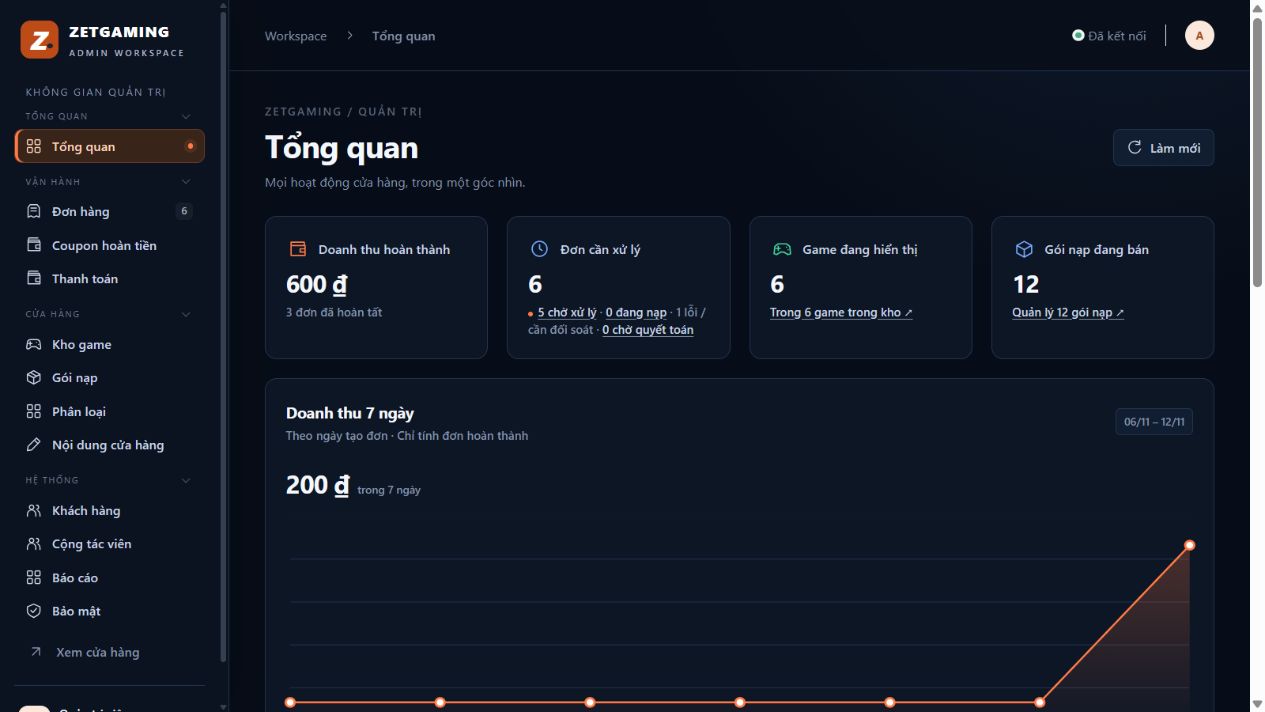 ZETGAMING
ADMIN WORKSPACE
KHÔNG GIAN QUẢN TRỊ
TỔNG QUAN
Tổng quan
VẬN HÀNH
Đơn hàng 6
Coupon hoàn tiền
Thanh toán
CỬA HÀNG
Kho game
Gói nạp
Phân loại
Nội dung cửa hàng
HỆ THỐNG
Khách hàng
Cộng tác viên
Báo cáo
Bảo mật
Xem cửa hàng
Workspace > Tổng quan
Đã kết nối
A
ZETGAMING / QUẢN TRỊ
Tổng quan
Mọi hoạt động cửa hàng, trong một góc nhìn.
Làm mới
Doanh thu hoàn thành
600 ₫
3 đơn đã hoàn tất
Đơn cần xử lý
6
5 chờ xử lý · 0 đang nạp · 1 lỗi /
cần đối soát · 0 chờ quyết toán
Game đang hiển thị
6
Trong 6 game trong kho ↗
Gói nạp đang bán
12
Quản lý 12 gói nạp ↗
Doanh thu 7 ngày
Theo ngày tạo đơn · Chỉ tính đơn hoàn thành
06/11 – 12/11
200 ₫ trong 7 ngày